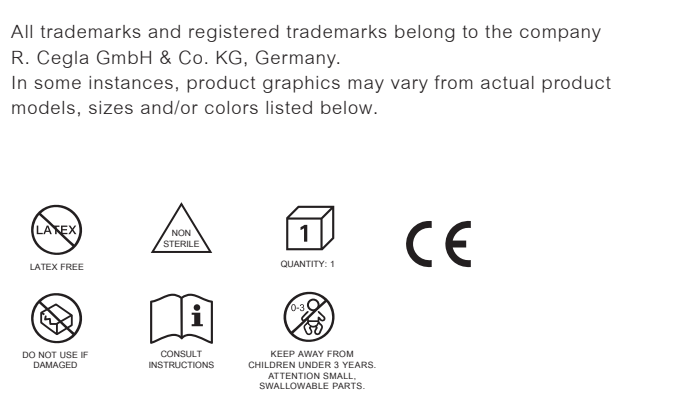 All trademarks and registered trademarks belong to the company
R. Cegla GmbH & Co. KG, Germany.
In some instances, product graphics may vary from actual product
models, sizes and/or colors listed below.
LATEX
LATEX FREE
NON
STERILE
1
QUANTITY: 1
CE
DO NOT USE IF
DAMAGED
i
CONSULT
INSTRUCTIONS
0-3
KEEP AWAY FROM
CHILDREN UNDER 3 YEARS.
ATTENTION SMALL,
SWALLOWABLE PARTS.